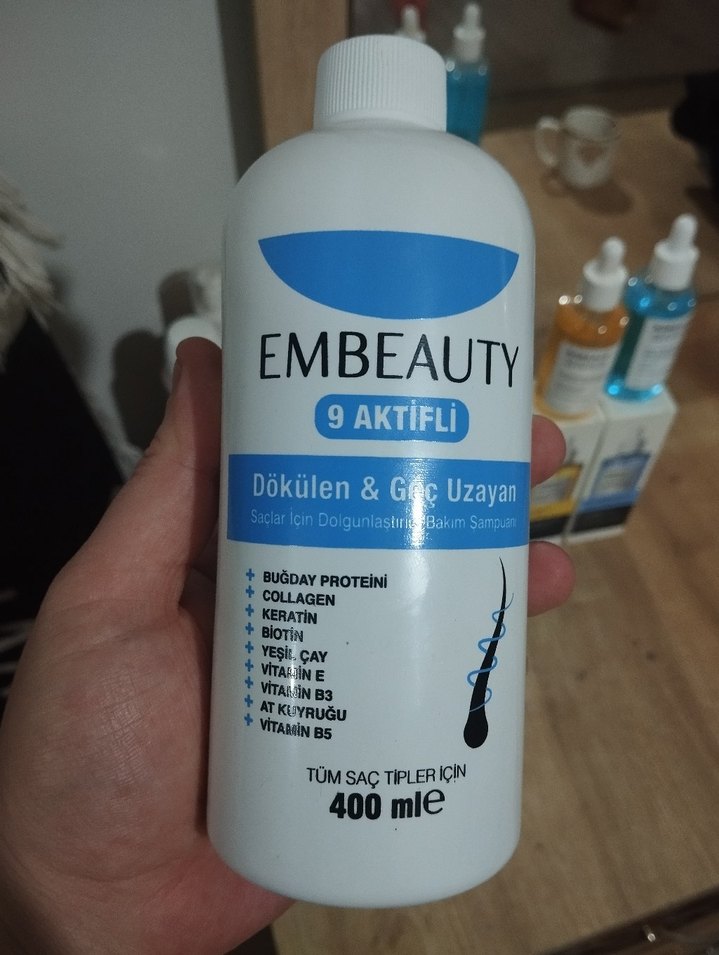 EMBEAUTY
9 AKTİFLİ
Dökülen & Geç Uzayan
Saçlar İçin Dolgunlaştırıcı Bakım Şampuanı
+ BUĞDAY PROTEİNİ
+ COLLAGEN
+ KERATİN
+ BİOTİN
+ YEŞİL ÇAY
+ VİTAMİN E
+ VİTAMİN B3
+ AT KUYRUĞU
+ VİTAMİN B5
TÜM SAÇ TİPLER İÇİN
400 ml e